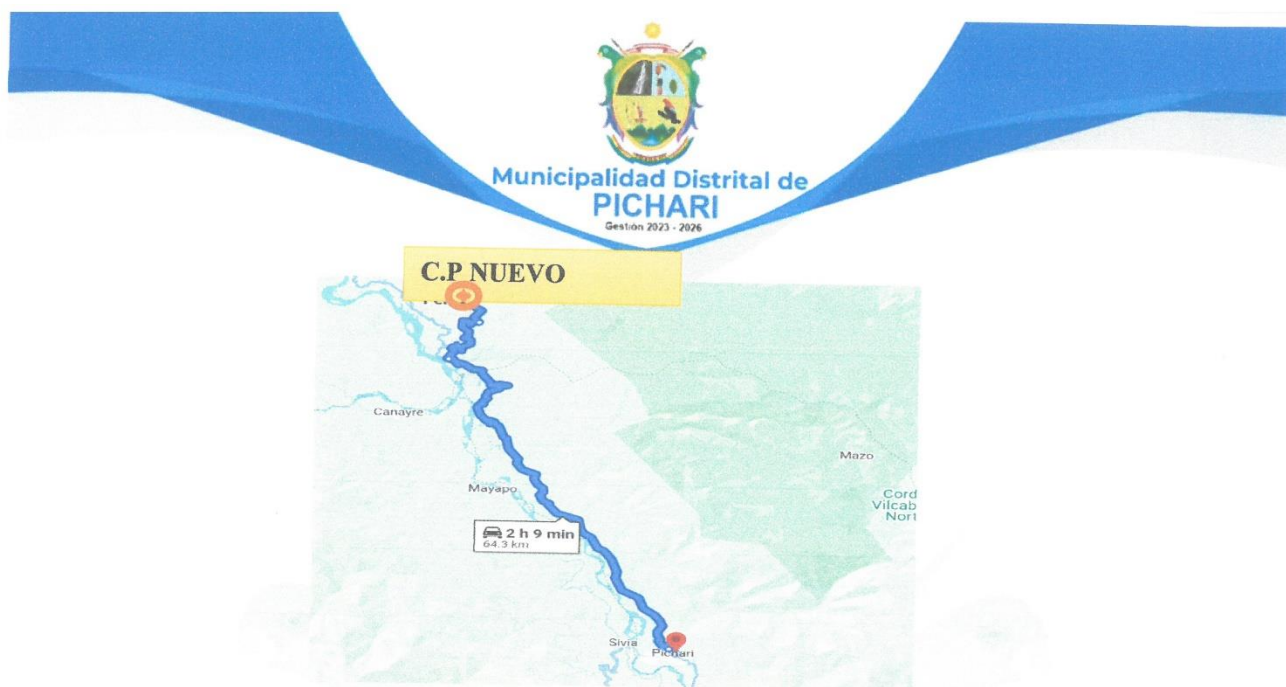 Municipalidad Distrital de
PICHARI
Gestión 2023 - 2026
C.P NUEVO
Canayre
Mazo
Cord
Vilcab
Nort
Mayapo
2 h 9 min
64.3 km
Sivia
Pichari